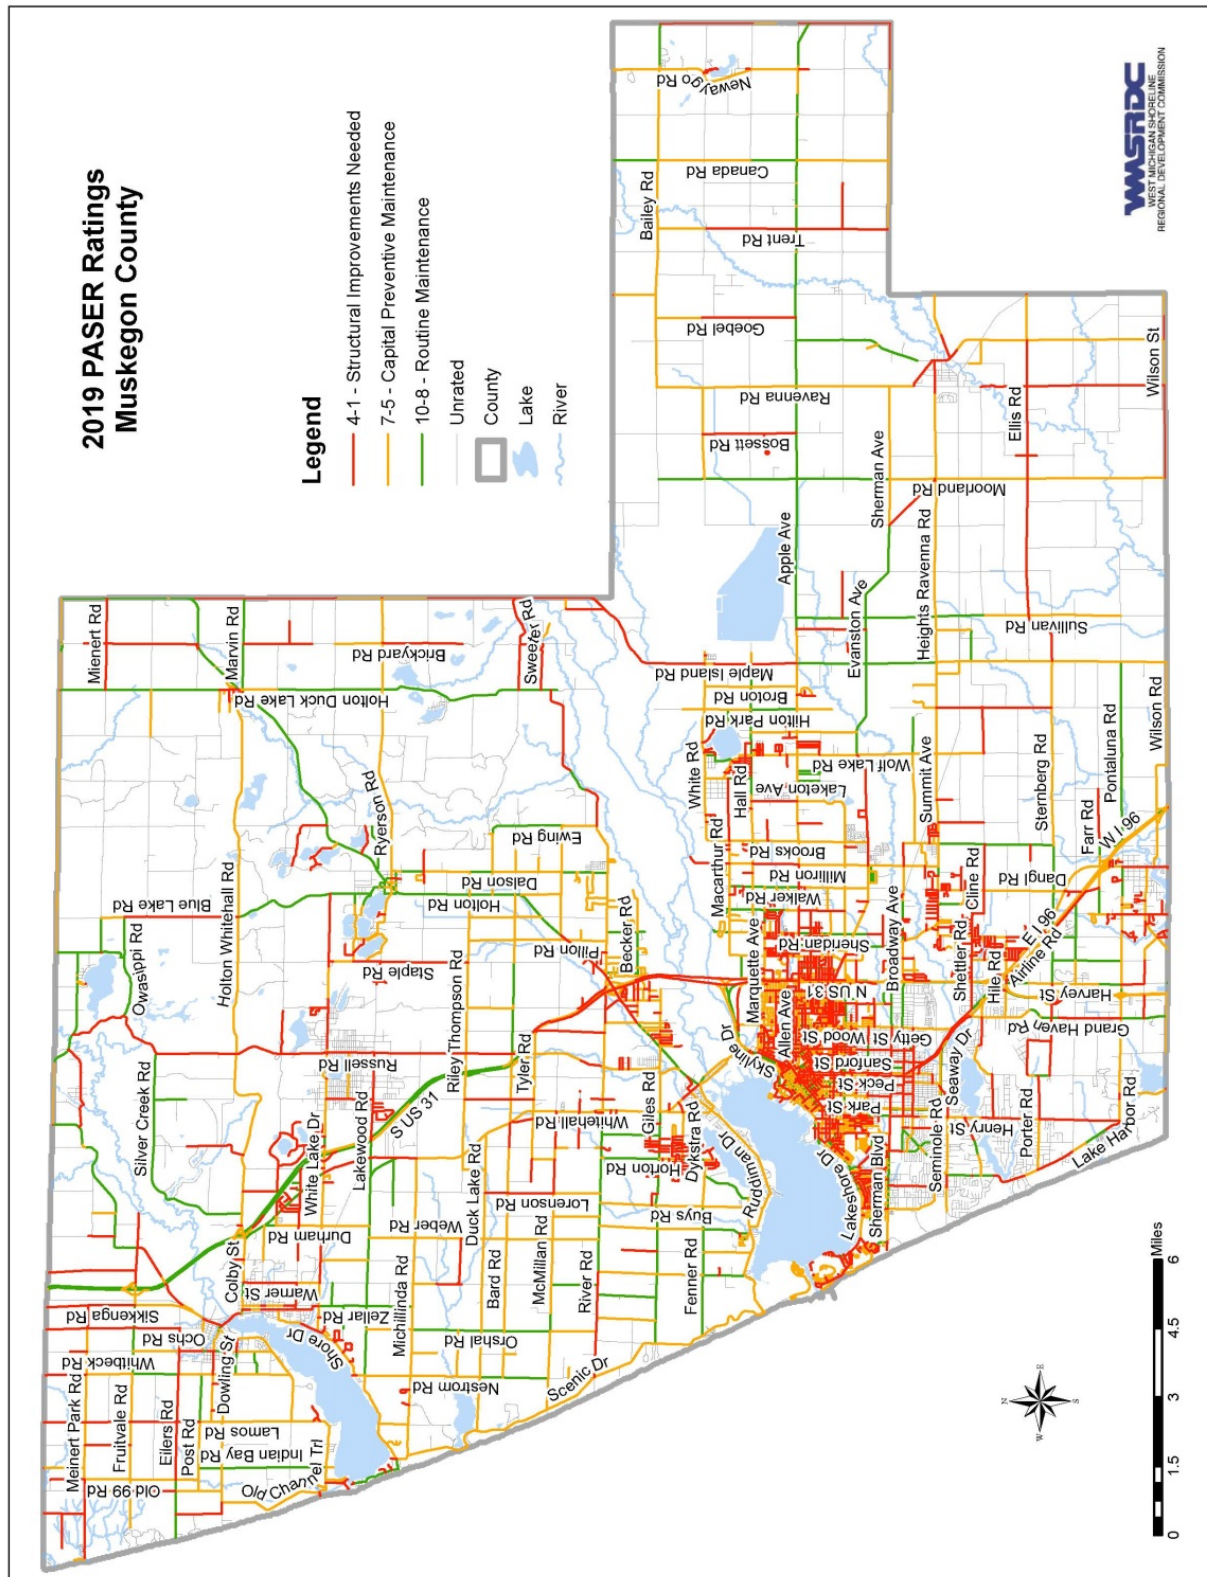 2019 PASER Ratings
Muskegon County
Legend
4-1 - Structural Improvements Needed
7-5 - Capital Preventive Maintenance
10-8 - Routine Maintenance
Unrated
County
Lake
River
WMSRDC
WEST MICHIGAN SHORELINE
REGIONAL DEVELOPMENT COMMISSION
Meinert Park Rd
Fruitvale Rd
Eilers Rd
Post Rd
Old 99 Rd
Indian Bay Rd
Lamos Rd
Old Channel Trl
Whitbeck Rd
Ochs Rd
Sikkenga Rd
Dowling St
Colby St
Warner St
Shore Dr
Zellar Rd
Durham Rd
White Lake Dr
Lakewood Rd
Silver Creek Rd
Owasippi Rd
Blue Lake Rd
Holton Whitehall Rd
Russell Rd
S US 31
Staple Rd
Mienert Rd
Marvin Rd
Holton Duck Lake Rd
Brickyard Rd
Ryerson Rd
Sweeter Rd
Ewing Rd
Dalson Rd
Holton Rd
Riley Thompson Rd
Tyler Rd
Pillon Rd
Becker Rd
Michillinda Rd
Weber Rd
Duck Lake Rd
Bard Rd
Nestrom Rd
Orshal Rd
McMillan Rd
Lorenson Rd
Whitehall Rd
River Rd
Scenic Dr
Giles Rd
Horton Rd
Dykstra Rd
Buys Rd
Fenner Rd
Ruddiman Dr
Skyline Dr
Lakeshore Dr
Sherman Blvd
Bailey Rd
Newaygo Rd
Canada Rd
Trent Rd
Goebel Rd
Ravenna Rd
Bossett Rd
Apple Ave
Sherman Ave
Moorland Rd
Evanston Ave
Heights Ravenna Rd
Ellis Rd
Wilson St
Sullivan Rd
Maple Island Rd
Broton Rd
Hilton Park Rd
White Rd
Hall Rd
Wolf Lake Rd
Laketon Ave
Macarthur Rd
Brooks Rd
Milliron Rd
Walker Rd
Sheridan Rd
Marquette Ave
N US 31
Broadway Ave
Allen Ave
Wood St
Getty St
Sanford St
Peck St
Park St
Summit Ave
Sternberg Rd
Pontaluna Rd
Wilson Rd
Farr Rd
W I 96
Dangl Rd
Cline Rd
Shettler Rd
E I 96
Hile Rd
Airline Rd
Harvey St
Grand Haven Rd
Seaway Dr
Seminole Rd
Henry St
Porter Rd
Lake Harbor Rd
N
E
S
W
0 1.5 3 4.5 6
Miles